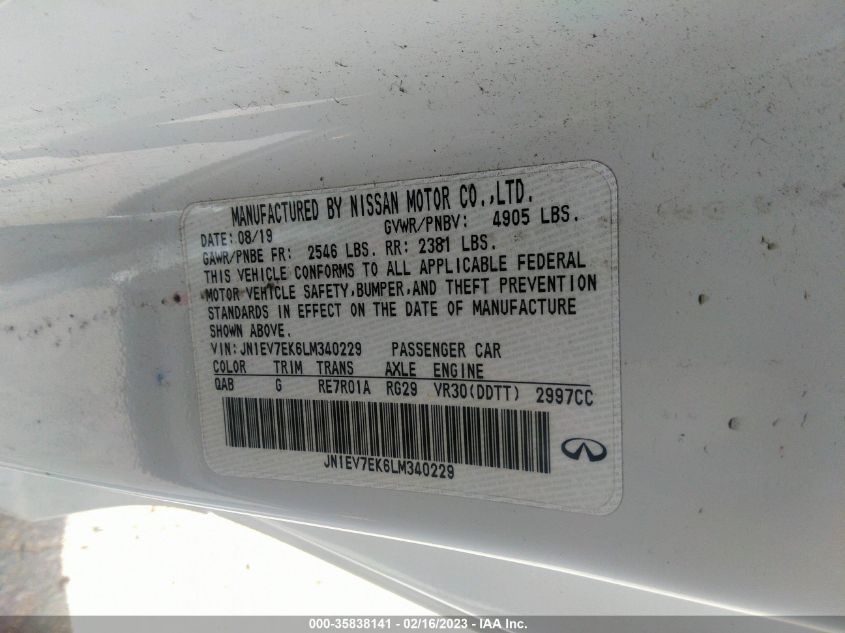 MANUFACTURED BY NISSAN MOTOR CO.,LTD.
DATE: 08/19 GVWR/PNBV: 4905 LBS.
GAWR/PNBE FR: 2546 LBS. RR: 2381 LBS.
THIS VEHICLE CONFORMS TO ALL APPLICABLE FEDERAL
MOTOR VEHICLE SAFETY,BUMPER,AND THEFT PREVENTION
STANDARDS IN EFFECT ON THE DATE OF MANUFACTURE
SHOWN ABOVE.
VIN:JN1EV7EK6LM340229 PASSENGER CAR
COLOR TRIM TRANS AXLE ENGINE
QAB G RE7R01A RG29 VR30(DDTT) 2997CC
JN1EV7EK6LM340229
000-35838141 - 02/16/2023 - IAA Inc.